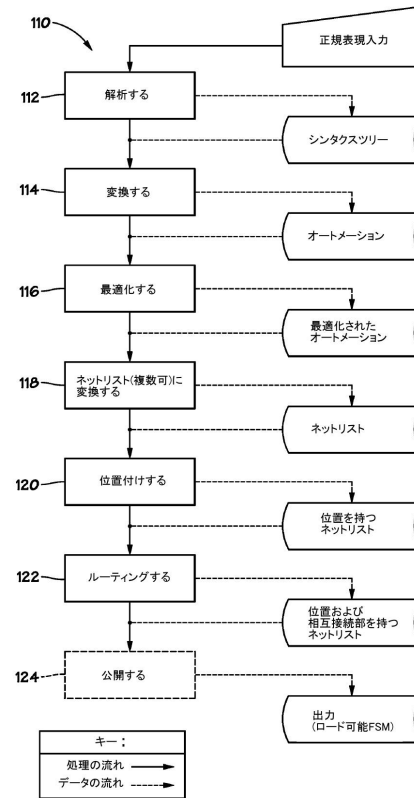 110
正規表現入力
112
解析する
シンタクスツリー
114
変換する
オートメーション
116
最適化する
最適化された
オートメーション
118
ネットリスト(複数可)に
変換する
ネットリスト
120
位置付けする
位置を持つ
ネットリスト
122
ルーティングする
位置および
相互接続部を持つ
ネットリスト
124
公開する
出力
(ロード可能FSM)
キー：
処理の流れ
データの流れ